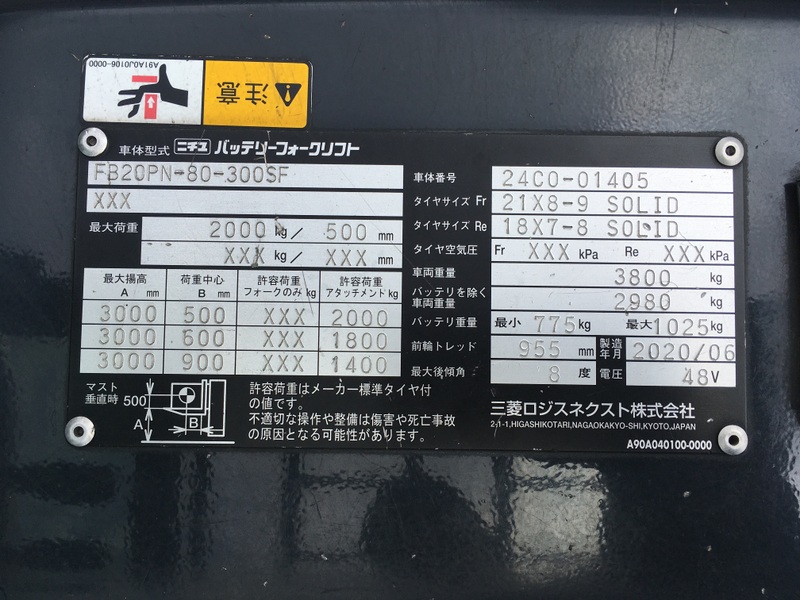 A91A0J0106-0000
注意
車体型式 ニチユ バッテリーフォークリフト
FB20PN-80-300SF
XXX
最大荷重 2000 kg／ 500 mm
XXX kg／ XXX mm
最大揚高 A mm 荷重中心 B mm 許容荷重 フォークのみ kg 許容荷重 アタッチメント kg
3000 500 XXX 2000
3000 600 XXX 1800
3000 900 XXX 1400
マスト垂直時 500 A B
許容荷重はメーカー標準タイヤ付
の値です。
不適切な操作や整備は傷害や死亡事故
の原因となる可能性があります。
車体番号 24C0-01405
タイヤサイズ Fr 21X8-9 SOLID
タイヤサイズ Re 18X7-8 SOLID
タイヤ空気圧 Fr XXX kPa Re XXX kPa
車両重量 3800 kg
バッテリを除く車両重量 2980 kg
バッテリ重量 最小 775 kg 最大 1025 kg
前輪トレッド 955 mm 製造年月 2020/06
最大後傾角 8 度 電圧 48V
三菱ロジスネクスト株式会社
2-1-1,HIGASHIKOTARI,NAGAOKAKYO-SHI,KYOTO,JAPAN
A90A040100-0000